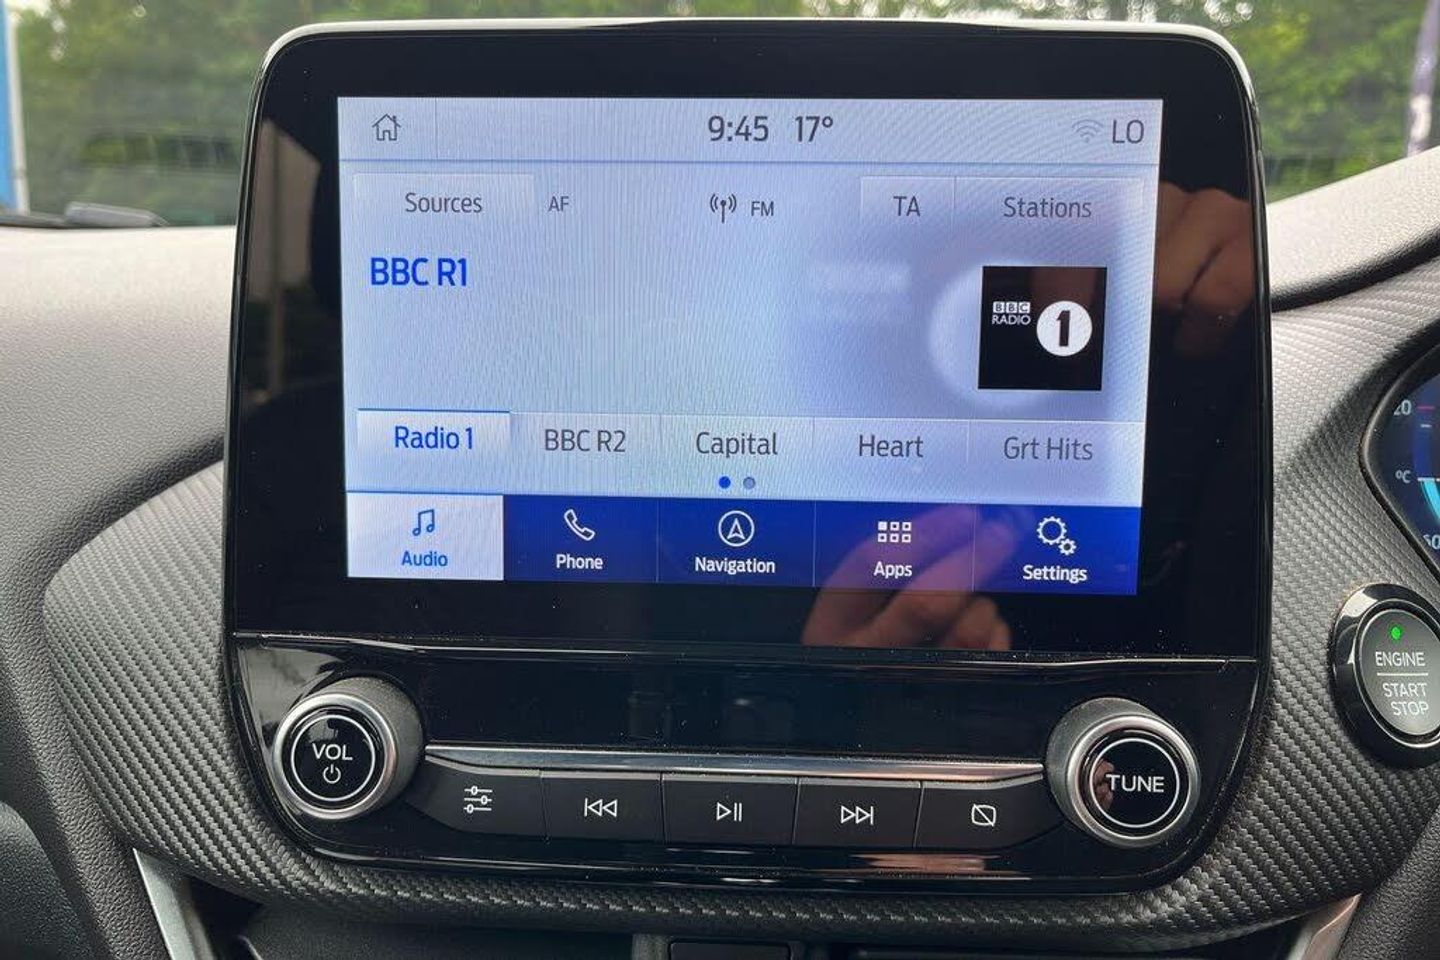 9:45 17° LO
Sources AF FM TA Stations
BBC R1
BBC
RADIO 1
Radio 1 BBC R2 Capital Heart Grt Hits
Audio Phone Navigation Apps Settings
ENGINE
START
STOP
VOL
TUNE
°C